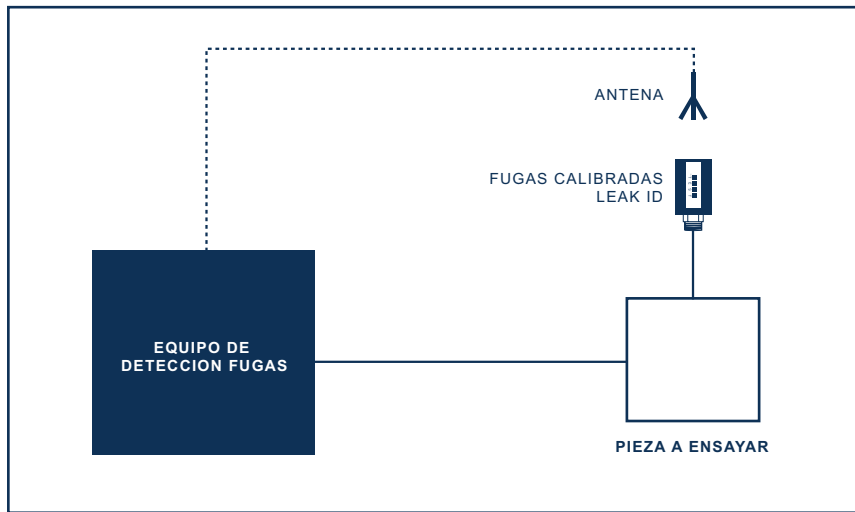 ANTENA
FUGAS CALIBRADAS
LEAK ID
EQUIPO DE
DETECCION FUGAS
PIEZA A ENSAYAR